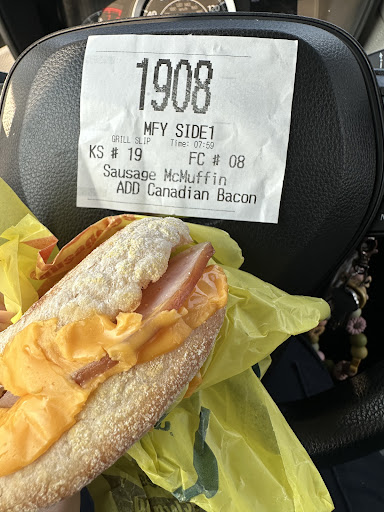 1908
MFY SIDE1
GRILL SLIP Time: 07:59
KS # 19 FC # 08
Sausage McMuffin
ADD Canadian Bacon